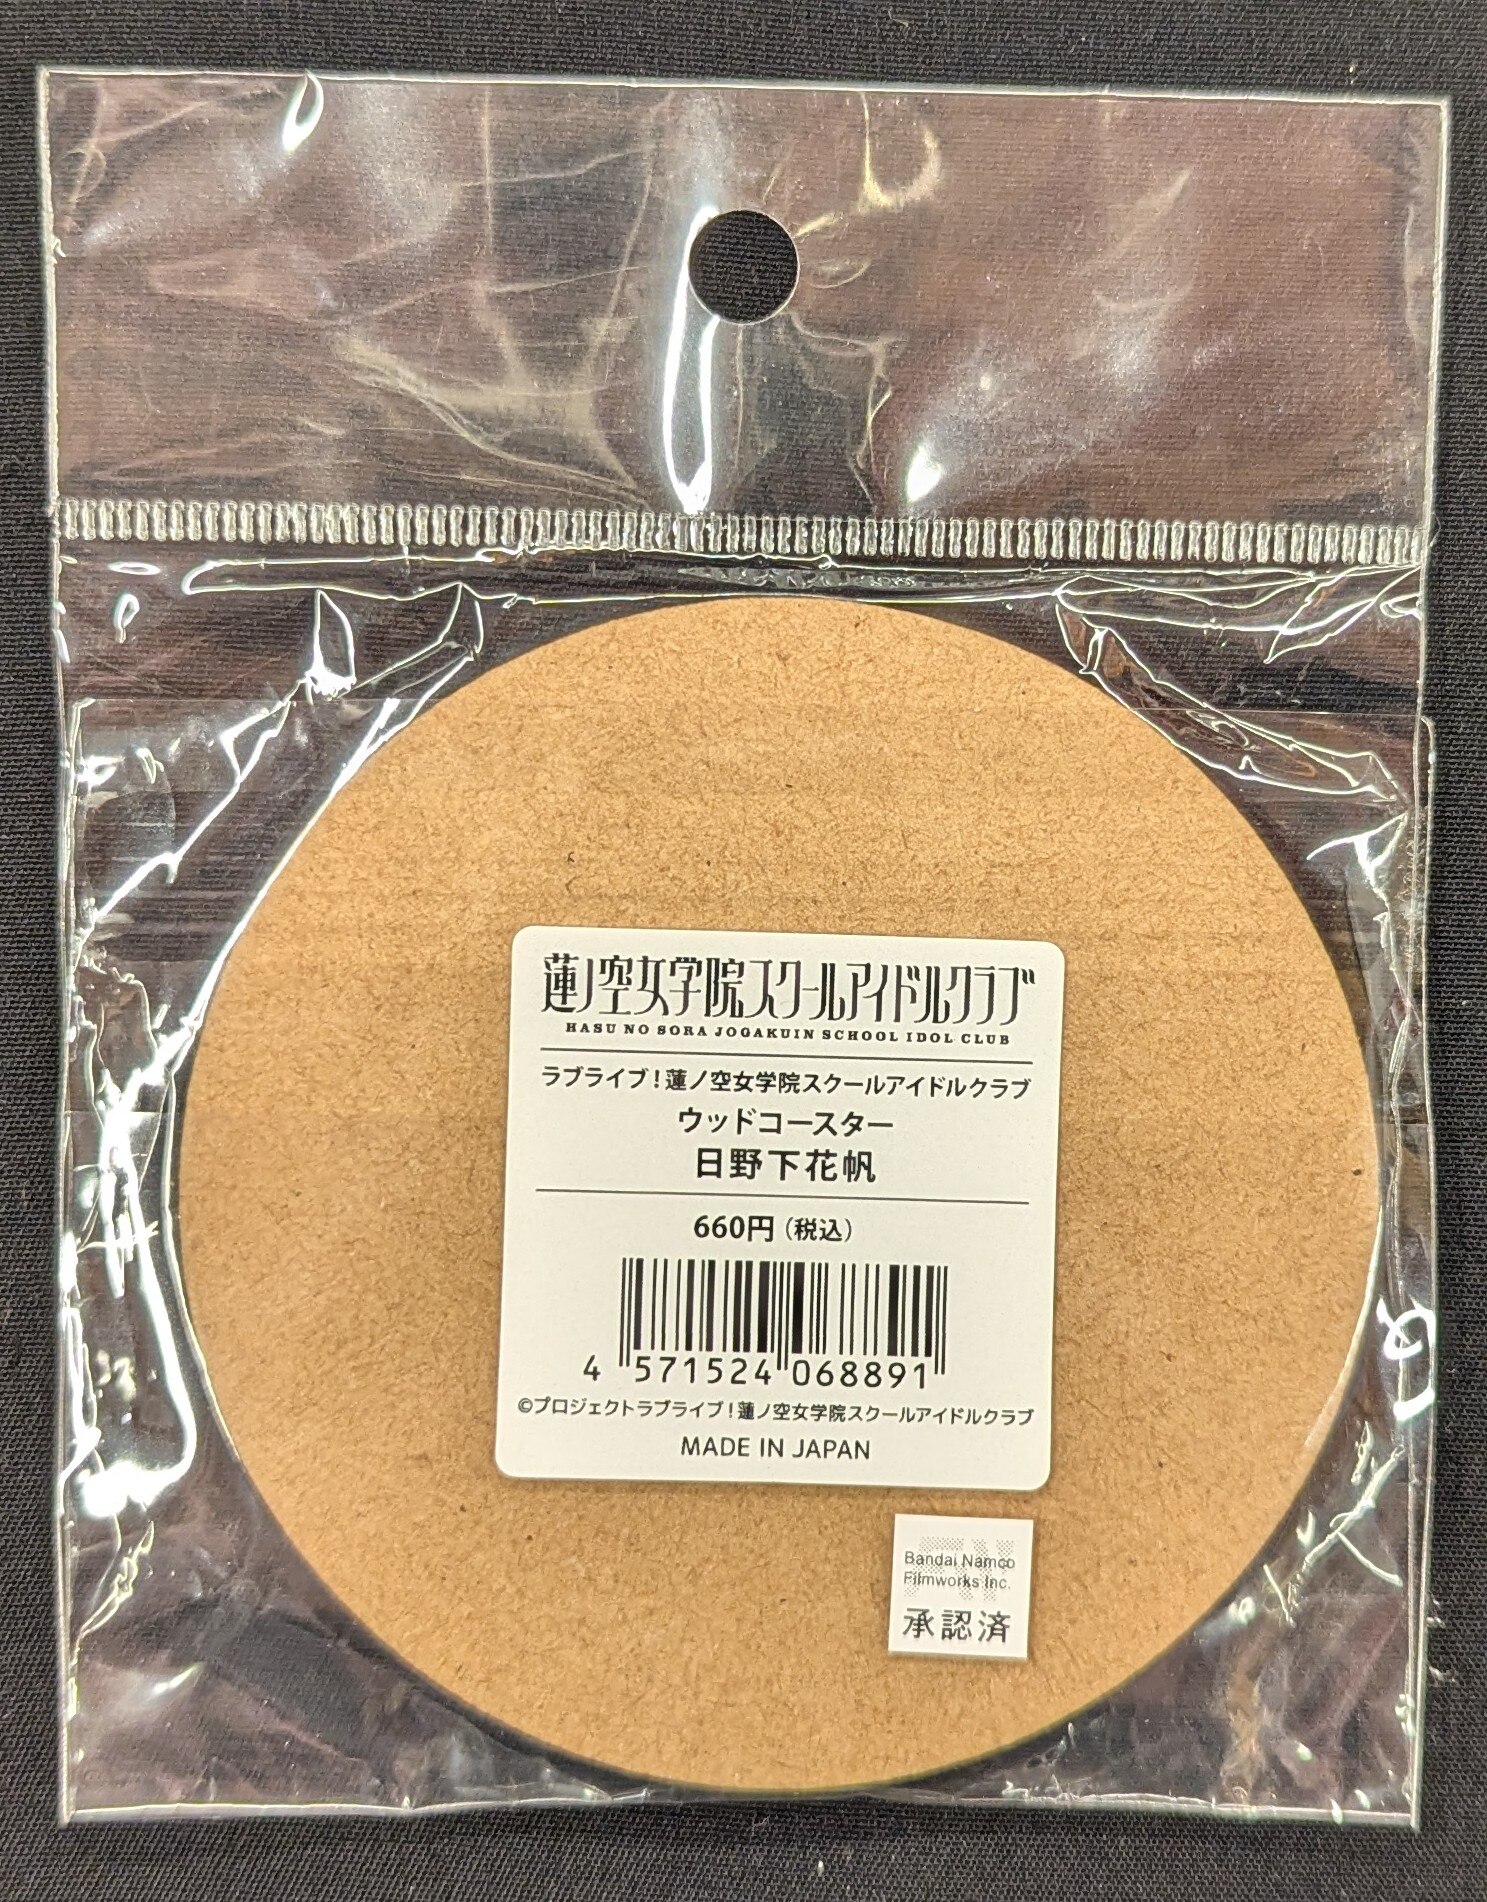 蓮ノ空女学院スクールアイドルクラブ
HASU NO SORA JOGAKUIN SCHOOL IDOL CLUB
ラブライブ！蓮ノ空女学院スクールアイドルクラブ
ウッドコースター
日野下花帆
660円（税込）
4 571524 068891
©プロジェクトラブライブ！蓮ノ空女学院スクールアイドルクラブ
MADE IN JAPAN
Bandai Namco
Filmworks Inc.
承認済